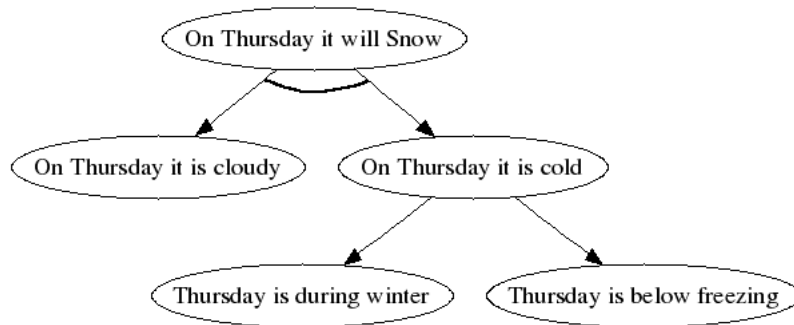 On Thursday it will Snow
On Thursday it is cloudy
On Thursday it is cold
Thursday is during winter
Thursday is below freezing